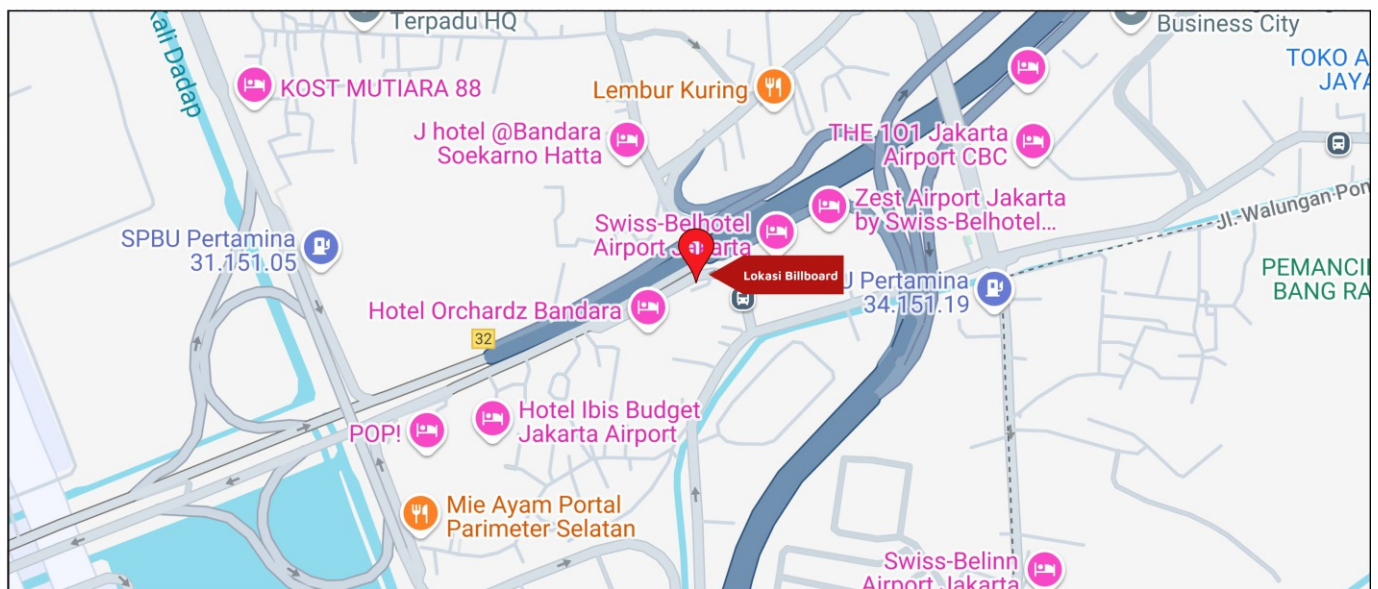 Terpadu HQ
Business City
Kali Dadap
TOKO A
JAYA
KOST MUTIARA 88
Lembur Kuring
J hotel @Bandara
Soekarno Hatta
THE 1O1 Jakarta
Airport CBC
Zest Airport Jakarta
by Swiss-Belhotel...
Jl.-Walungan-Pon
Swiss-Belhotel
Airport Jakarta
SPBU Pertamina
31.151.05
Lokasi Billboard
PEMANCI
BANG RA
U Pertamina
34.151.19
Hotel Orchardz Bandara
32
Hotel Ibis Budget
Jakarta Airport
POP!
Mie Ayam Portal
Parimeter Selatan
Swiss-Belinn
Airport Jakarta